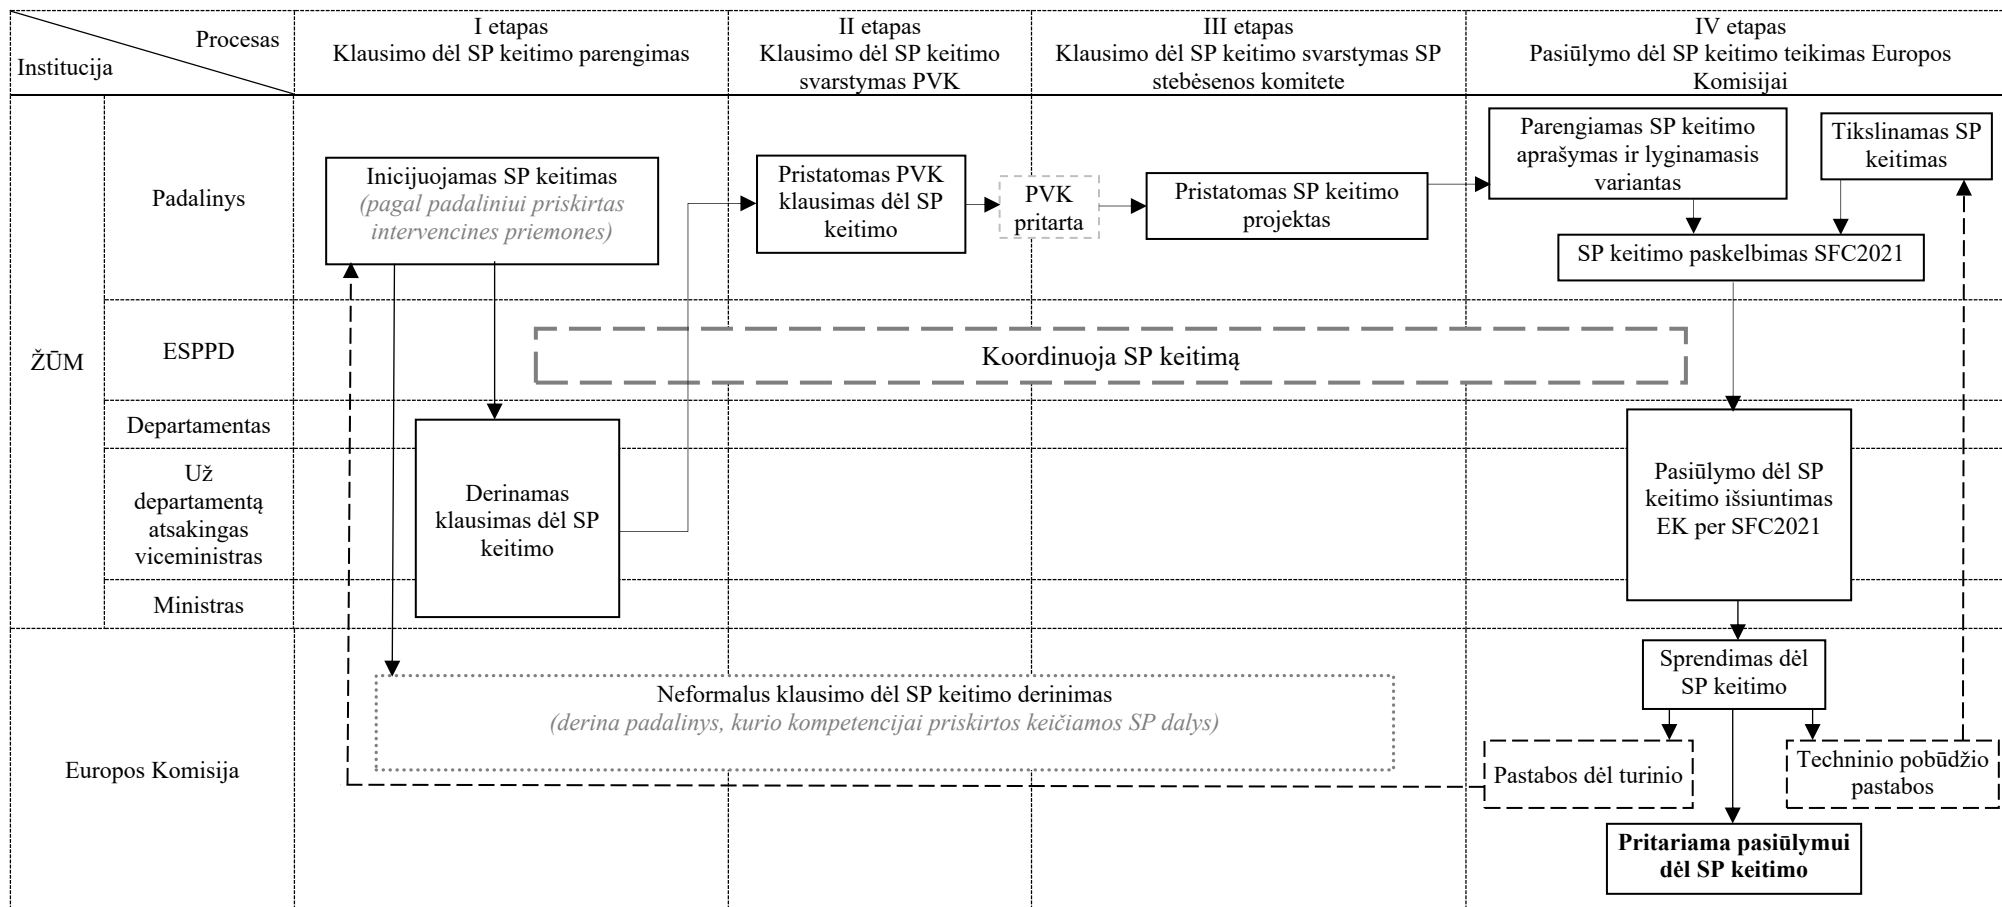 Procesas
Institucija
I etapas
Klausimo dėl SP keitimo parengimas
II etapas
Klausimo dėl SP keitimo
svarstymas PVK
III etapas
Klausimo dėl SP keitimo svarstymas SP
stebėsenos komitete
IV etapas
Pasiūlymo dėl SP keitimo teikimas Europos
Komisijai
ŽŪM
Padalinys
Inicijuojamas SP keitimas
(pagal padaliniui priskirtas
intervencines priemones)
Pristatomas PVK
klausimas dėl SP
keitimo
PVK
pritarta
Pristatomas SP keitimo
projektas
Parengiamas SP keitimo
aprašymas ir lyginamasis
variantas
Tikslinamas SP
keitimas
SP keitimo paskelbimas SFC2021
ESPPD
Koordinuoja SP keitimą
Departamentas
Už
departamentą
atsakingas
viceministras
Ministras
Derinamas
klausimas dėl SP
keitimo
Pasiūlymo dėl SP
keitimo išsiuntimas
EK per SFC2021
Europos Komisija
Neformalus klausimo dėl SP keitimo derinimas
(derina padalinys, kurio kompetencijai priskirtos keičiamos SP dalys)
Sprendimas dėl
SP keitimo
Pastabos dėl turinio
Techninio pobūdžio
pastabos
Pritariama pasiūlymui
dėl SP keitimo